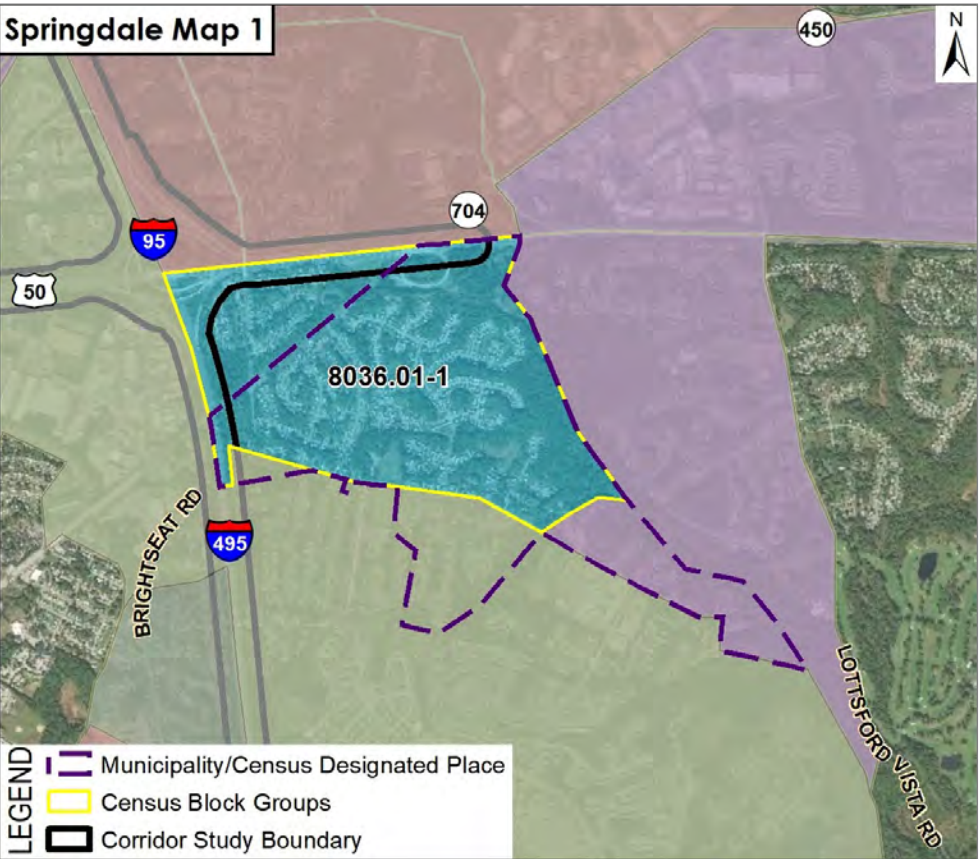 Springdale Map 1
N
450
704
95
50
8036.01-1
BRIGHTSEAT RD
495
LOTTSFORD VISTA RD
LEGEND
Municipality/Census Designated Place
Census Block Groups
Corridor Study Boundary